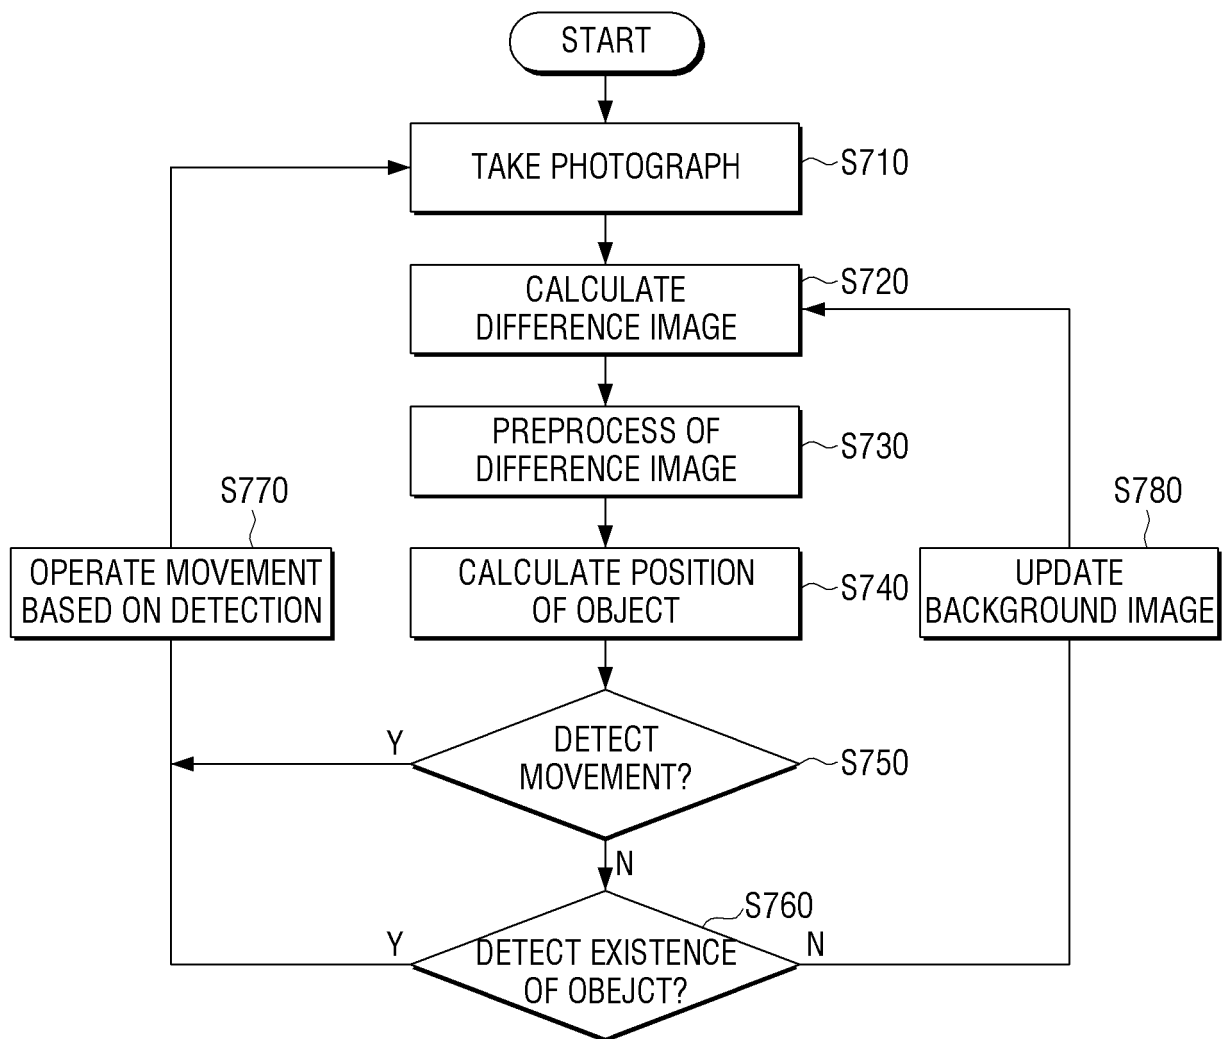 START
TAKE PHOTOGRAPH
S710
CALCULATE
DIFFERENCE IMAGE
S720
PREPROCESS OF
DIFFERENCE IMAGE
S730
S770
OPERATE MOVEMENT
BASED ON DETECTION
CALCULATE POSITION
OF OBJECT
S740
S780
UPDATE
BACKGROUND IMAGE
Y
DETECT
MOVEMENT?
S750
N
S760
Y
DETECT EXISTENCE
OF OBEJCT?
N